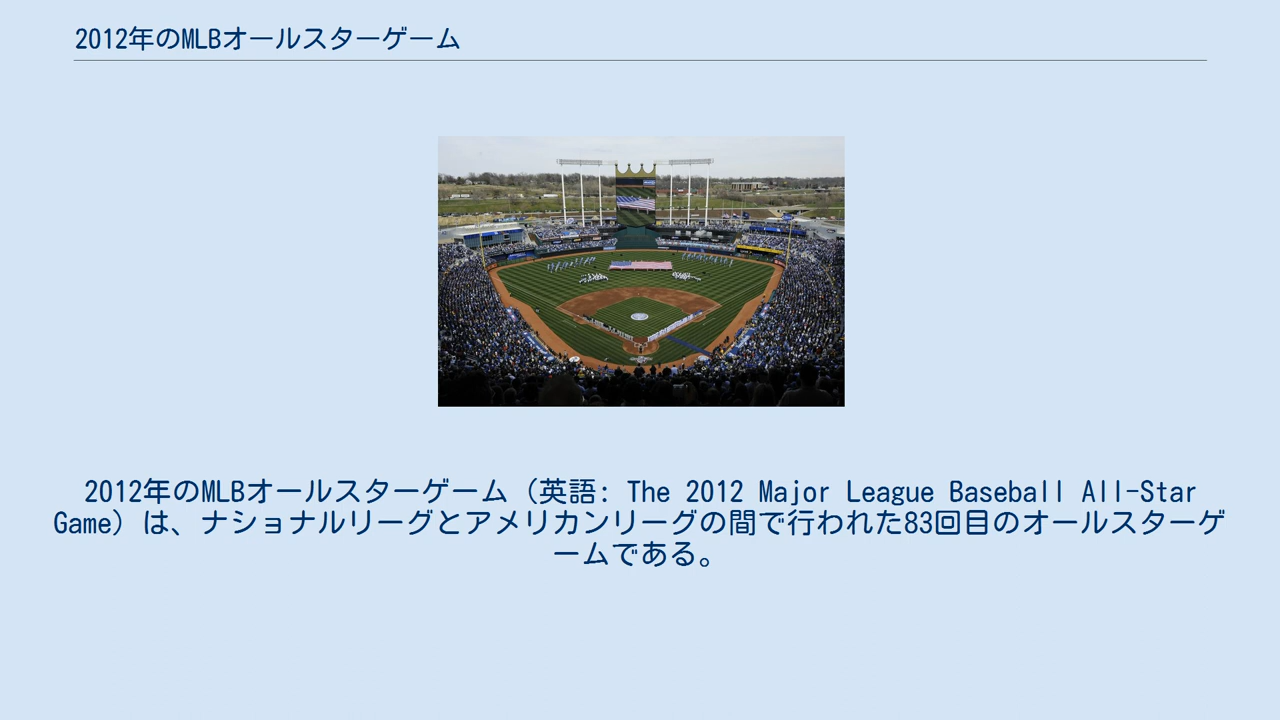 2012年のMLBオールスターゲーム
2012年のMLBオールスターゲーム（英語: The 2012 Major League Baseball All-Star
Game）は、ナショナルリーグとアメリカンリーグの間で行われた83回目のオールスターゲ
ームである。